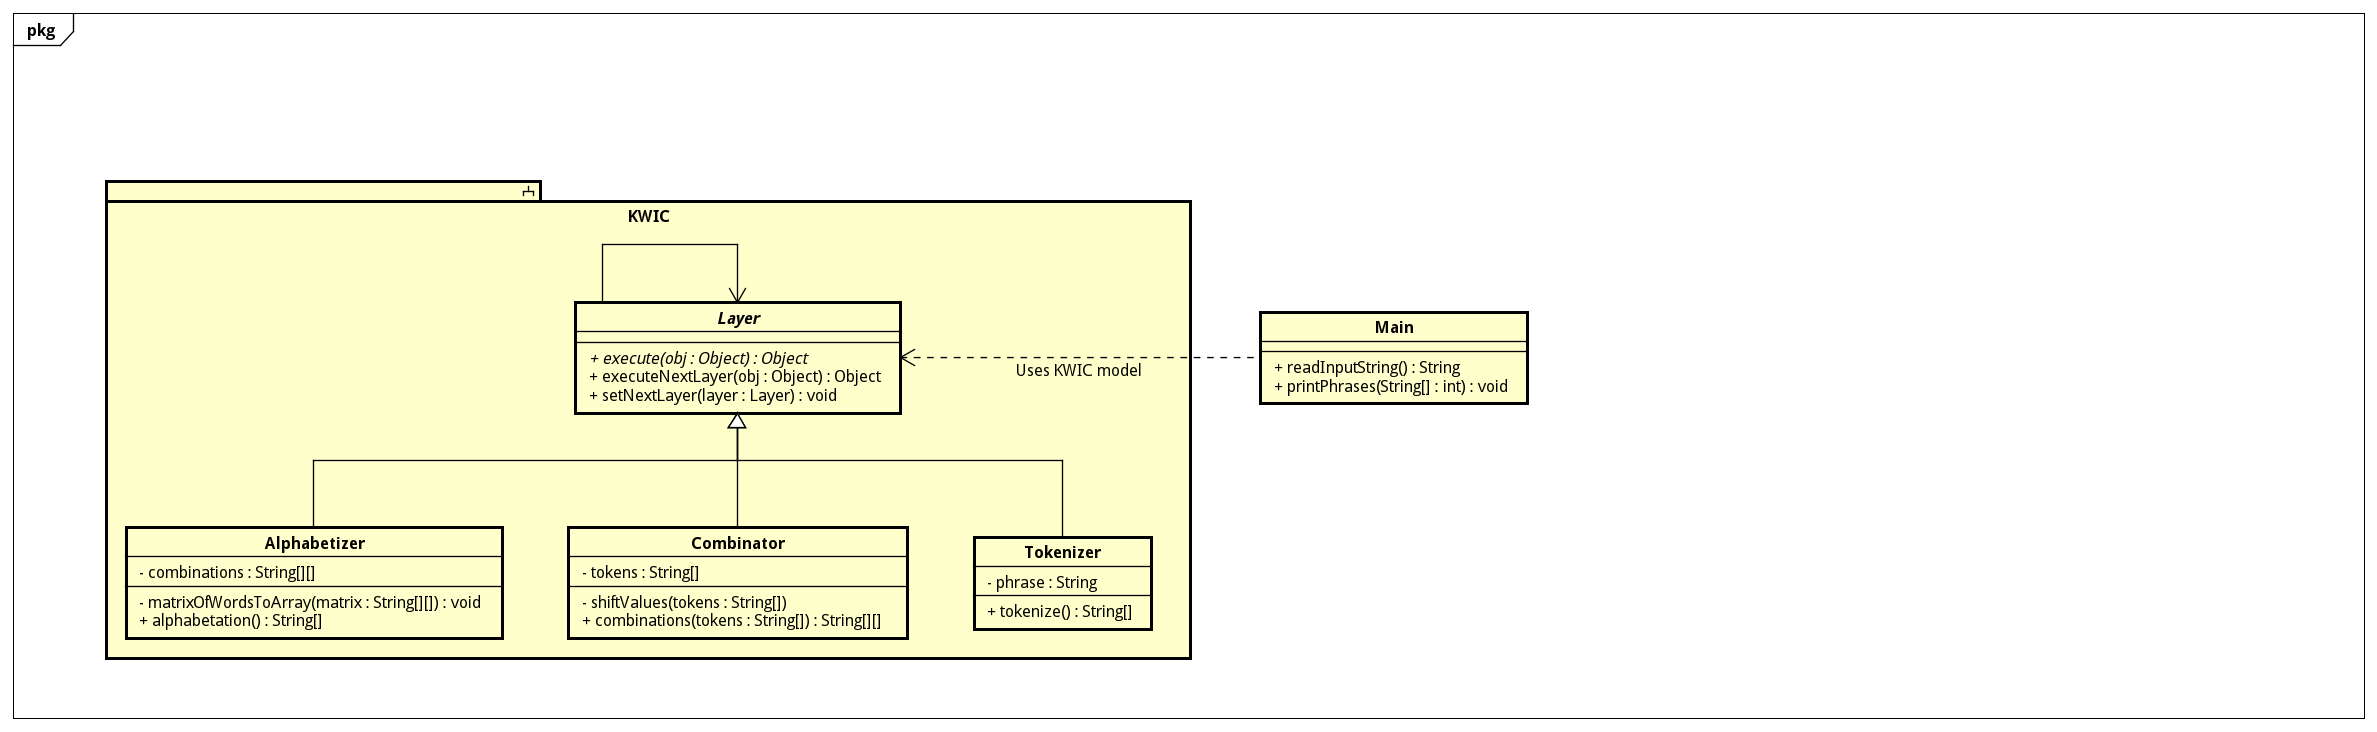 pkg
KWIC
Layer
+ execute(obj : Object) : Object
+ executeNextLayer(obj : Object) : Object
+ setNextLayer(layer : Layer) : void
Uses KWIC model
Main
+ readInputString() : String
+ printPhrases(String[] : int) : void
Alphabetizer
- combinations : String[][]
- matrixOfWordsToArray(matrix : String[][]) : void
+ alphabetation() : String[]
Combinator
- tokens : String[]
- shiftValues(tokens : String[])
+ combinations(tokens : String[]) : String[][]
Tokenizer
- phrase : String
+ tokenize() : String[]